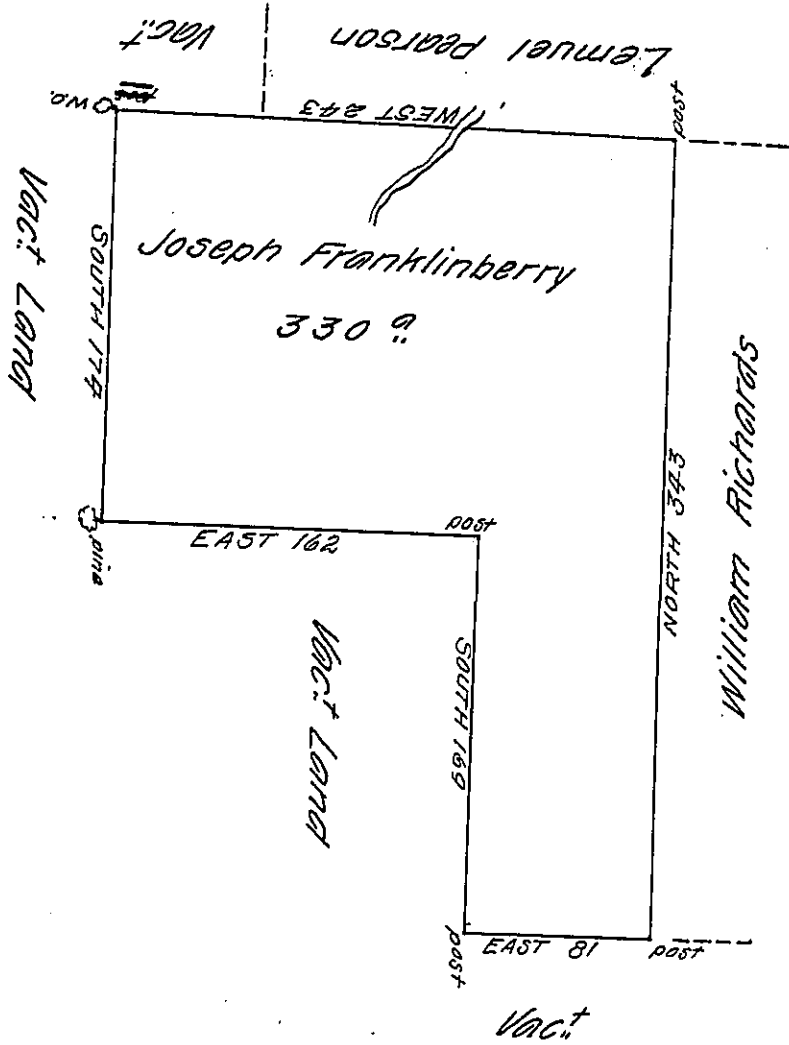 Vac.t
Lemuel Pearson
W.O.
WEST 243
post
Vac.t Land
SOUTH 174
Joseph Franklinberry
330 a
William Richards
NORTH 343
pine
EAST 162
post
SOUTH 169
Vac.t Land
post
EAST 81
post
Vac.t